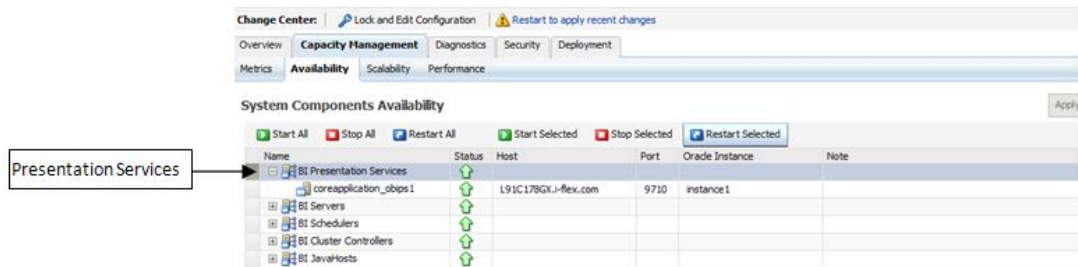 Change Center: Lock and Edit Configuration Restart to apply recent changes
Overview Capacity Management Diagnostics Security Deployment
Metrics Availability Scalability Performance
System Components Availability Apply
Start All Stop All Restart All Start Selected Stop Selected Restart Selected
Name Status Host Port Oracle Instance Note
Presentation Services
BI Presentation Services
coreapplication_obips1 L91C178GX.i-flex.com 9710 instance1
BI Servers
BI Schedulers
BI Cluster Controllers
BI JavaHosts